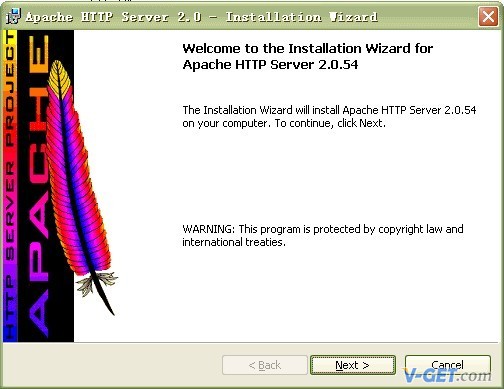 Apache HTTP Server 2.0 - Installation Wizard
HTTP SERVER PROJECT
APACHE
Welcome to the Installation Wizard for
Apache HTTP Server 2.0.54
The Installation Wizard will install Apache HTTP Server 2.0.54
on your computer. To continue, click Next.
WARNING: This program is protected by copyright law and
international treaties.
< Back
Next >
Cancel
V-GET.com